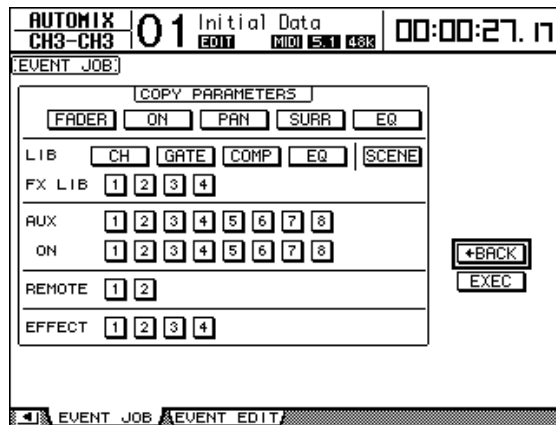 AUTOMIX
CH3-CH3
01 Initial Data
EDIT MIDI 5.1 48k
00:00:27.17
EVENT JOB
COPY PARAMETERS
FADER ON PAN SURR EQ
LIB CH GATE COMP EQ SCENE
FX LIB 1 2 3 4
AUX 1 2 3 4 5 6 7 8
ON 1 2 3 4 5 6 7 8
←BACK
REMOTE 1 2
EXEC
EFFECT 1 2 3 4
EVENT JOB EVENT EDIT